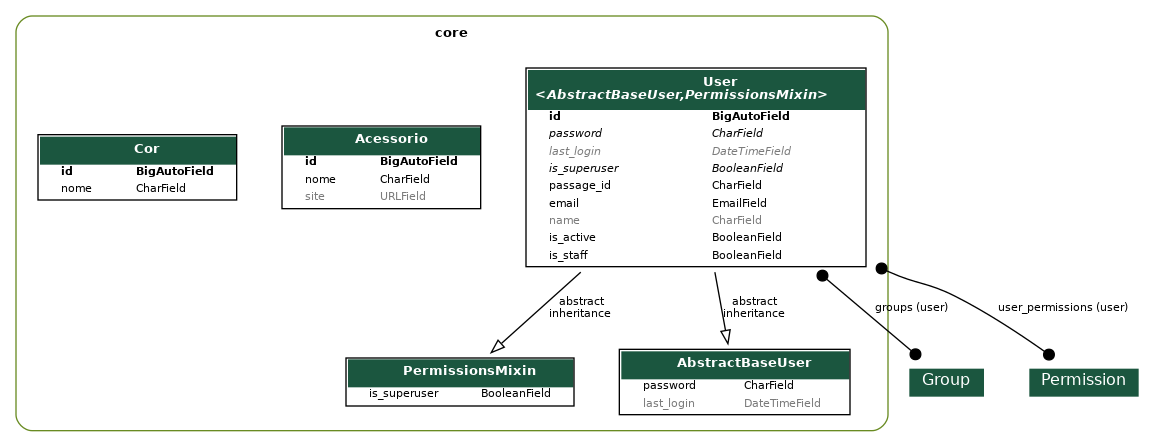 core
Cor
id BigAutoField
nome CharField
Acessorio
id BigAutoField
nome CharField
site URLField
User
<AbstractBaseUser,PermissionsMixin>
id BigAutoField
password CharField
last_login DateTimeField
is_superuser BooleanField
passage_id CharField
email EmailField
name CharField
is_active BooleanField
is_staff BooleanField
abstract
inheritance
abstract
inheritance
groups (user)
user_permissions (user)
PermissionsMixin
is_superuser BooleanField
AbstractBaseUser
password CharField
last_login DateTimeField
Group
Permission